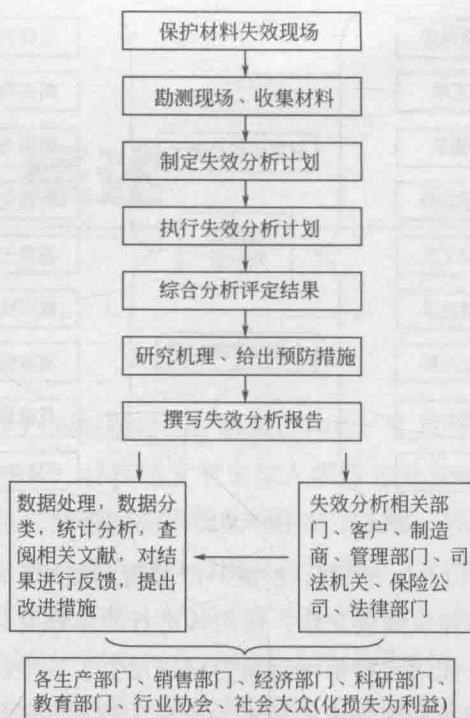 保护材料失效现场
勘测现场、收集材料
制定失效分析计划
执行失效分析计划
综合分析评定结果
研究机理、给出预防措施
撰写失效分析报告
数据处理，数据分
类，统计分析，查
阅相关文献，对结
果进行反馈，提出
改进措施
失效分析相关部
门、客户、制造
商、管理部门、司
法机关、保险公
司、法律部门
各生产部门、销售部门、经济部门、科研部门、
教育部门、行业协会、社会大众(化损失为利益)